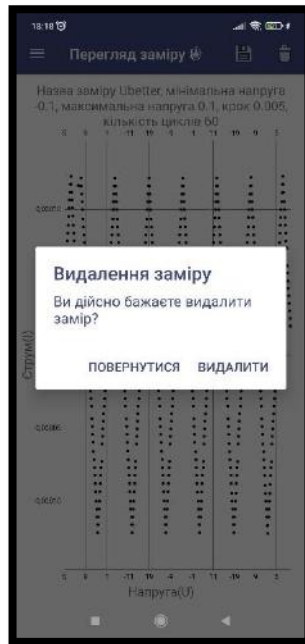 18:18
Перегляд заміру
Назва заміру Ubetter, мінімальна напруга
-0.1, максимальна напруга 0.1, крок 0.005,
кількість циклів 60
Видалення заміру
Ви дійсно бажаєте видалити
замір?
ПОВЕРНУТИСЯ ВИДАЛИТИ
Струм(I)
Напруга(U)